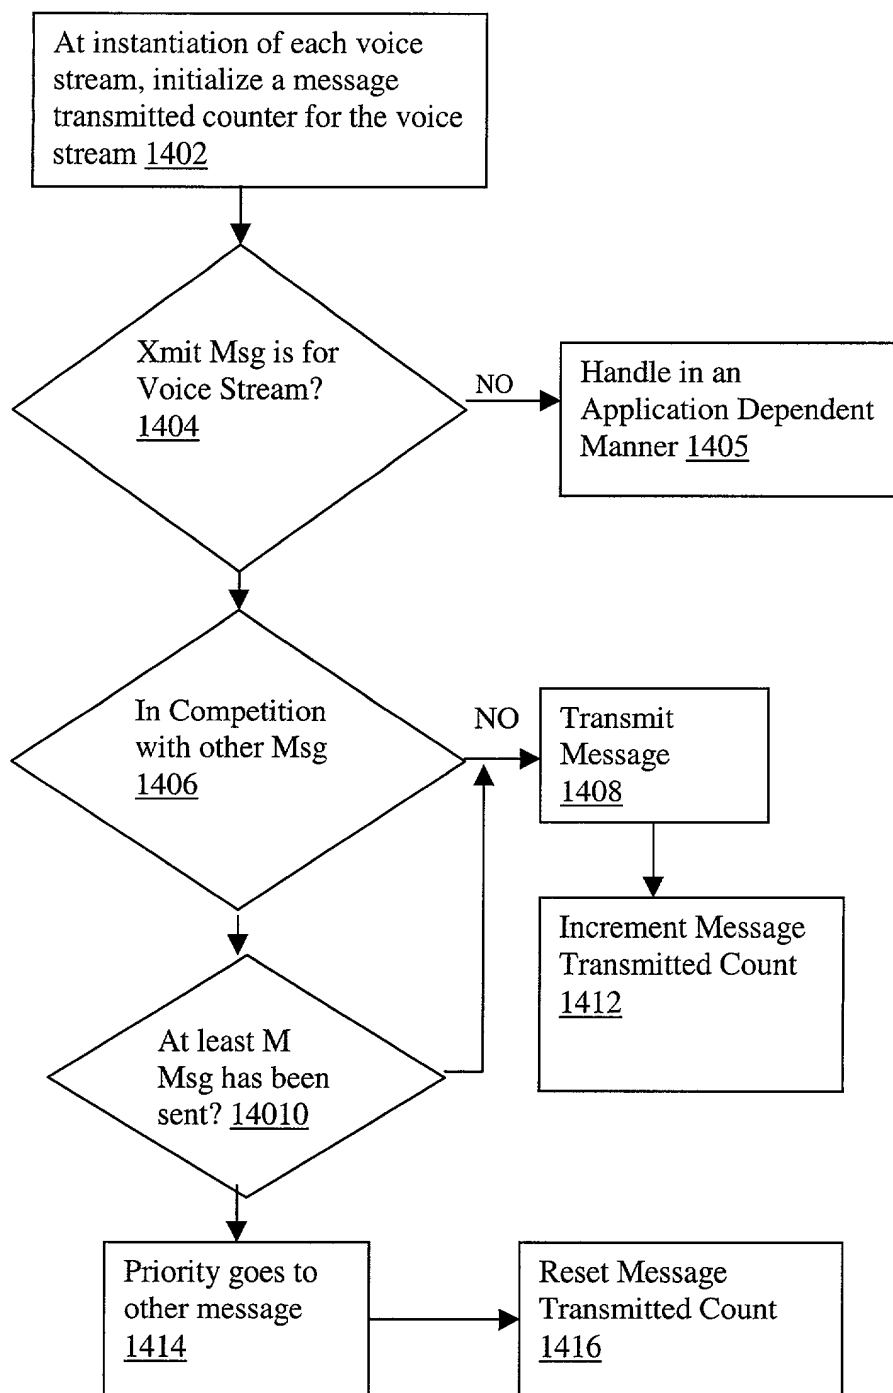 At instantiation of each voice
stream, initialize a message
transmitted counter for the voice
stream 1402
Xmit Msg is for
Voice Stream?
1404
NO
Handle in an
Application Dependent
Manner 1405
In Competition
with other Msg
1406
NO
Transmit
Message
1408
Increment Message
Transmitted Count
1412
At least M
Msg has been
sent? 14010
Priority goes to
other message
1414
Reset Message
Transmitted Count
1416